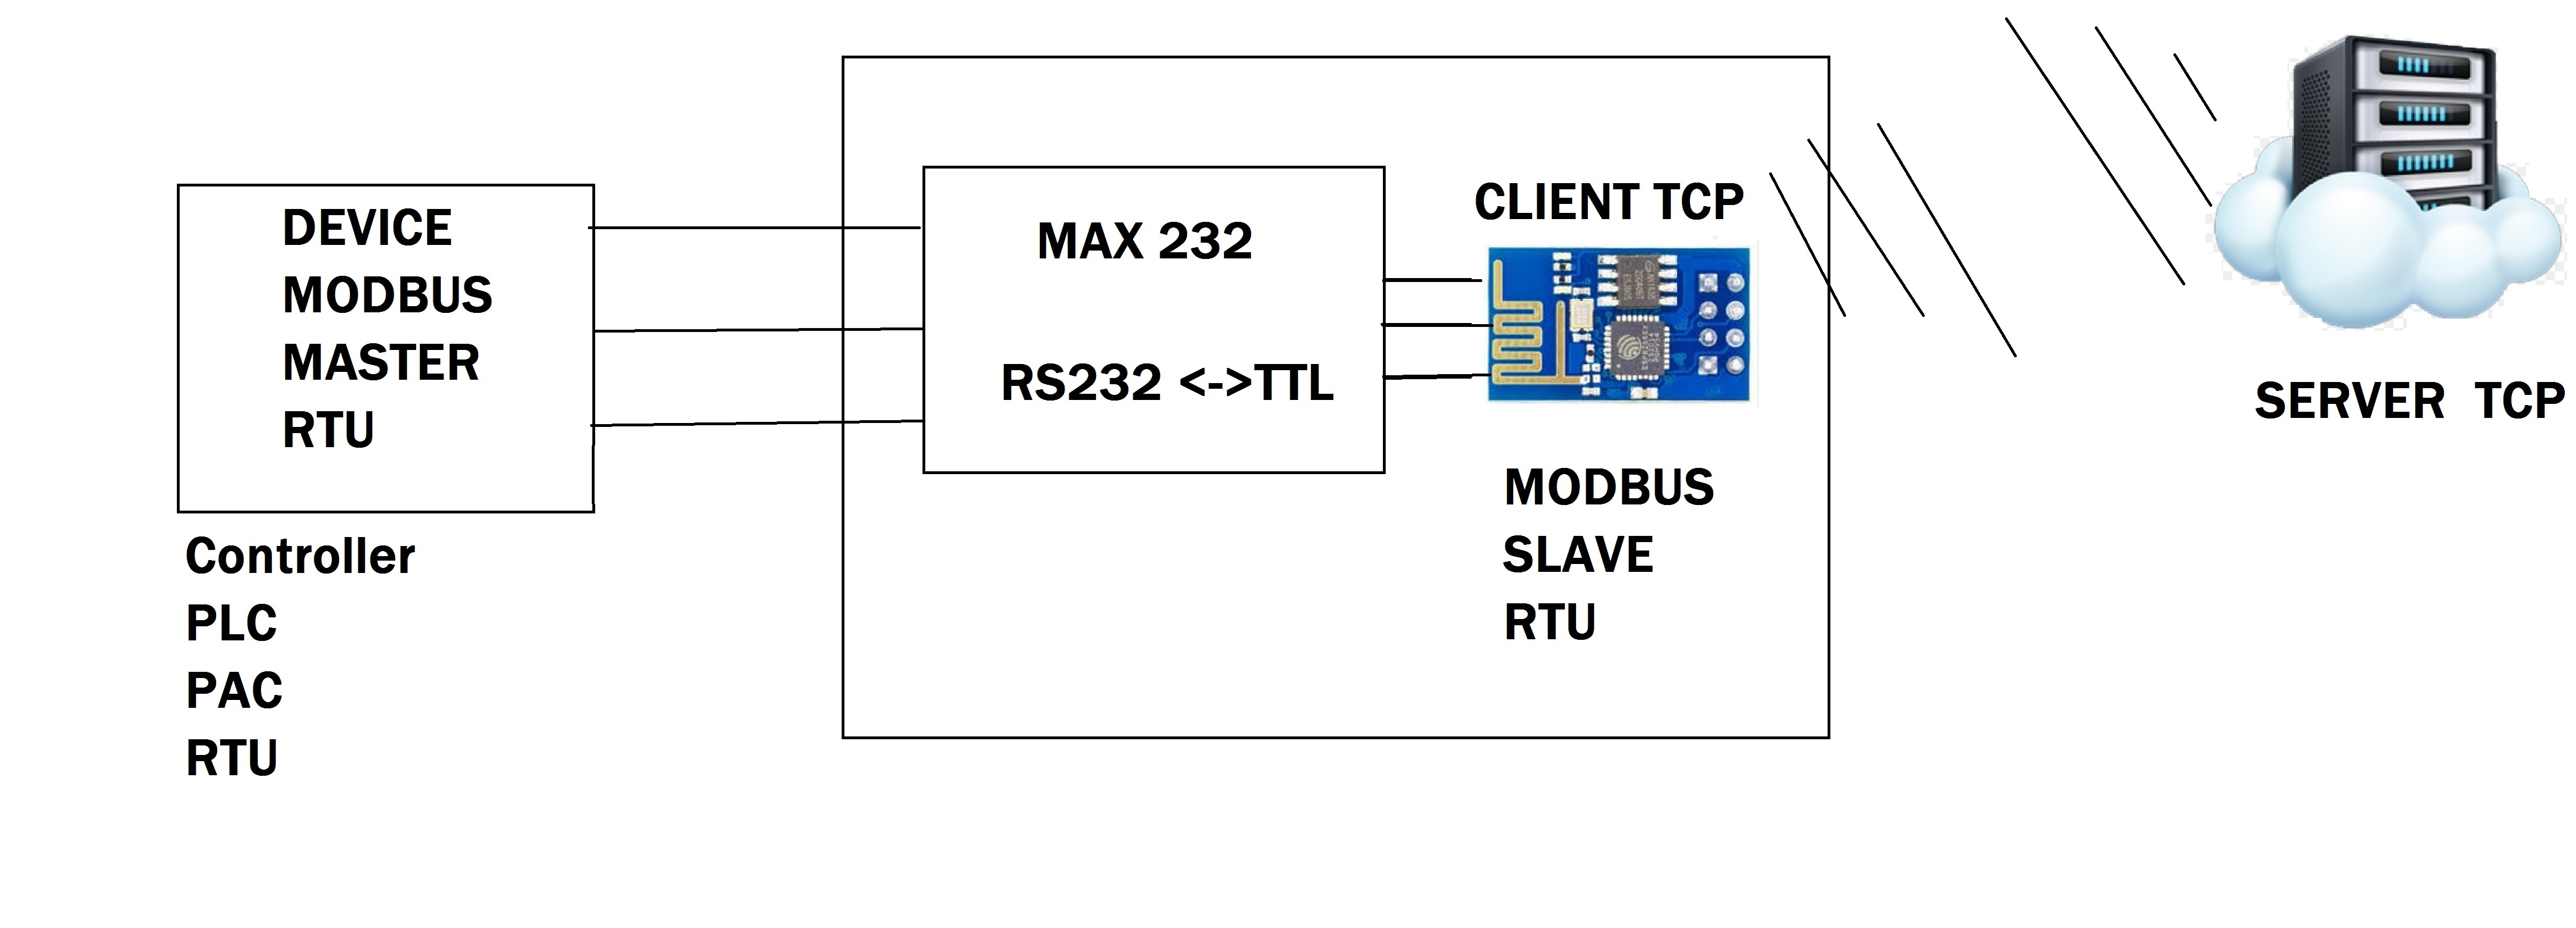 DEVICE
MODBUS
MASTER
RTU
Controller
PLC
PAC
RTU
MAX 232
RS232 <->TTL
CLIENT TCP
MODBUS
SLAVE
RTU
SERVER TCP